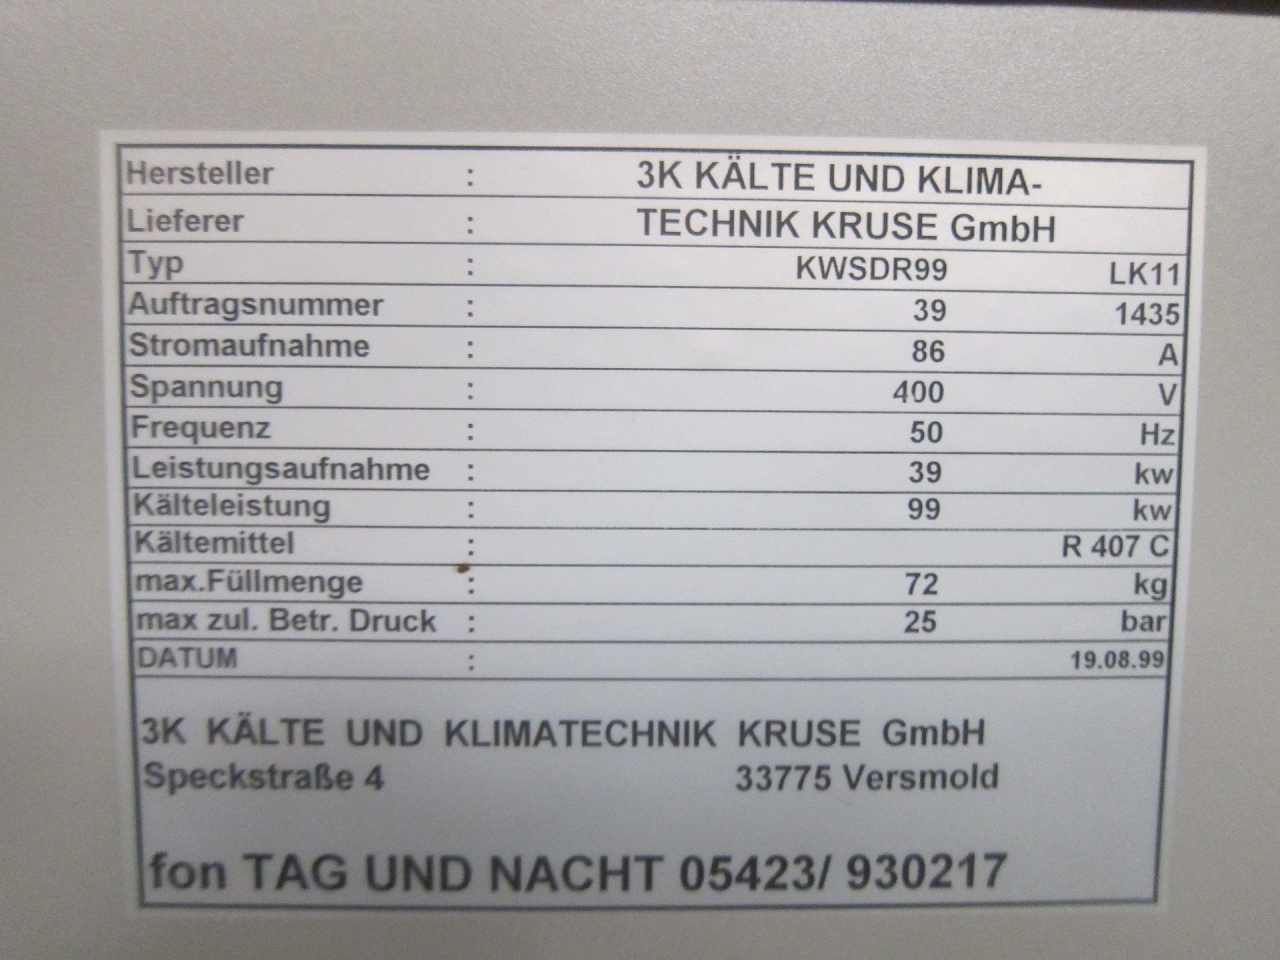 Hersteller : 3K KÄLTE UND KLIMA-
Lieferer : TECHNIK KRUSE GmbH
Typ : KWSDR99 LK11
Auftragsnummer : 39 1435
Stromaufnahme : 86 A
Spannung : 400 V
Frequenz : 50 Hz
Leistungsaufnahme : 39 kw
Kälteleistung : 99 kw
Kältemittel : R 407 C
max.Füllmenge : 72 kg
max zul. Betr. Druck : 25 bar
DATUM : 19.08.99
3K KÄLTE UND KLIMATECHNIK KRUSE GmbH
Speckstraße 4 33775 Versmold
fon TAG UND NACHT 05423/ 930217